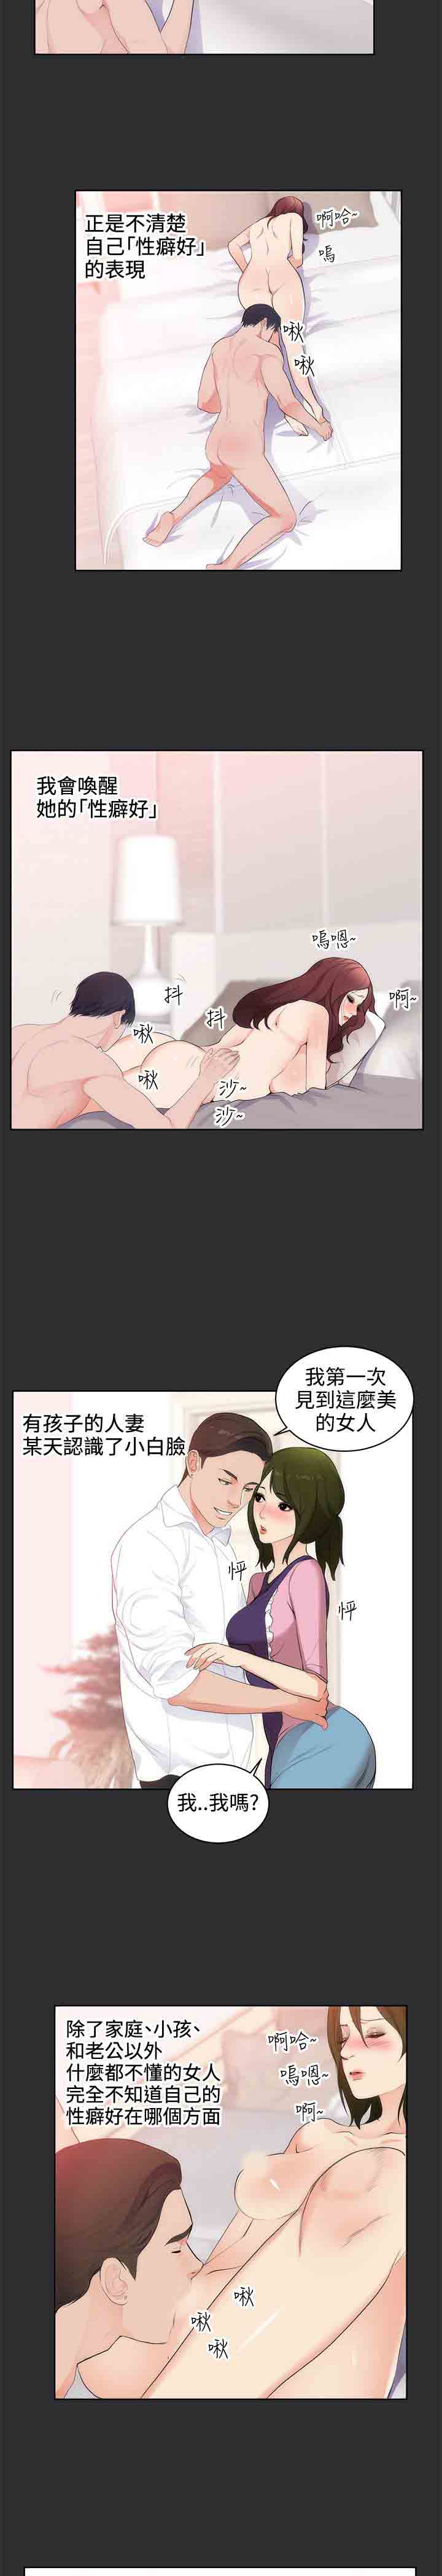 正是不清楚
自己「性癖好」
的表現
啊哈~
嗚
啾
啾
我會喚醒
她的「性癖好」
嗚嗯~
啊~
抖
抖
啾
啾
沙~
沙~
我第一次
見到這麼美
的女人
有孩子的人妻
某天認識了小白臉
怦
怦
我..我嗎?
除了家庭、小孩、
和老公以外
什麼都不懂的女人
完全不知道自己的
性癖好在哪個方面
啊哈~
嗚嗯~
啊~
啾
啾
啾